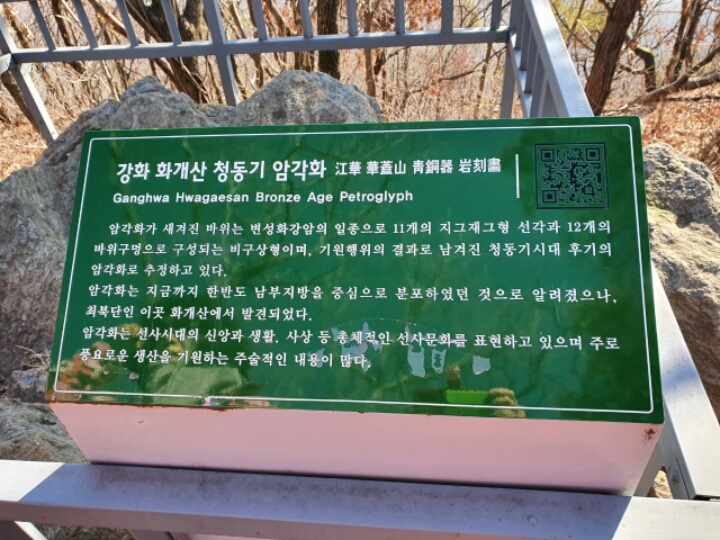 강화 화개산 청동기 암각화 江華 華蓋山 靑銅器 岩刻畵
Ganghwa Hwagaesan Bronze Age Petroglyph
암각화가 새겨진 바위는 변성화강암의 일종으로 11개의 지그재그형 선각과 12개의
바위구멍으로 구성되는 비구상형이며, 기원행위의 결과로 남겨진 청동기시대 후기의
암각화로 추정하고 있다.
암각화는 지금까지 한반도 남부지방을 중심으로 분포하였던 것으로 알려졌으나,
최북단인 이곳 화개산에서 발견되었다.
암각화는 선사시대의 신앙과 생활, 사상 등 총체적인 선사문화를 표현하고 있으며 주로
풍요로운 생산을 기원하는 주술적인 내용이 많다.